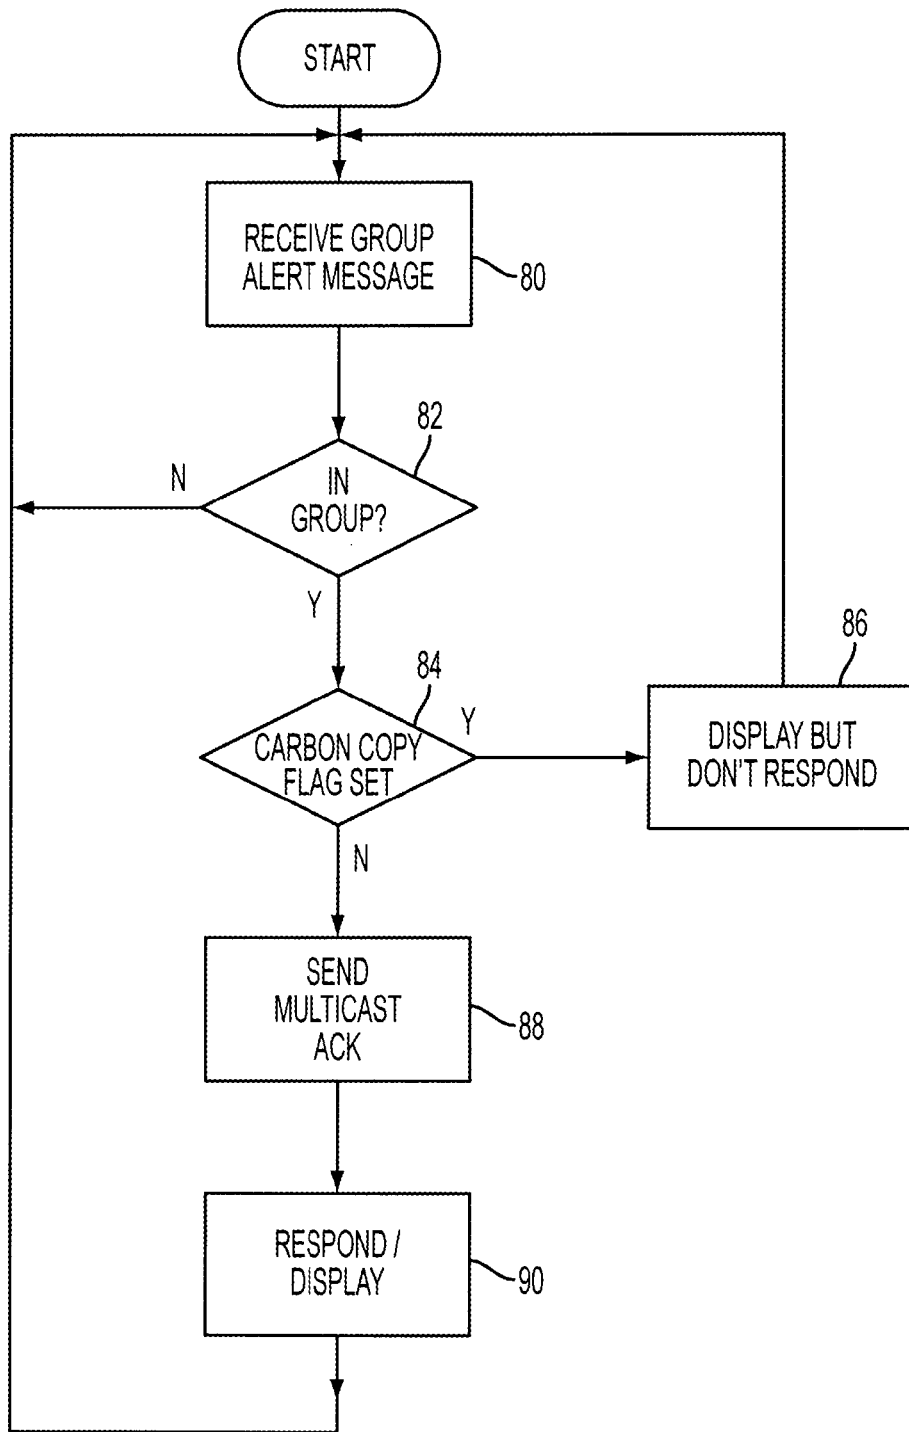 START
RECEIVE GROUP
ALERT MESSAGE
80
82
IN
GROUP?
N
Y
84
CARBON COPY
FLAG SET
Y
86
DISPLAY BUT
DON'T RESPOND
N
SEND
MULTICAST
ACK
88
RESPOND /
DISPLAY
90